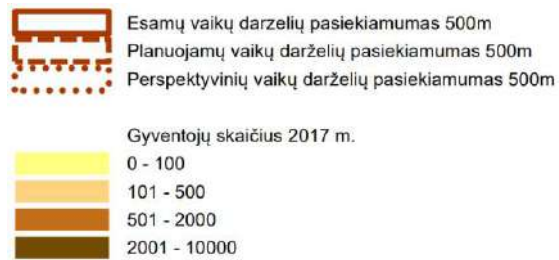 Esamų vaikų darzelių pasiekiamumas 500m
Planuojamų vaikų darželių pasiekiamumas 500m
Perspektyvinių vaikų darželių pasiekiamumas 500m
Gyventojų skaičius 2017 m.
0 - 100
101 - 500
501 - 2000
2001 - 10000